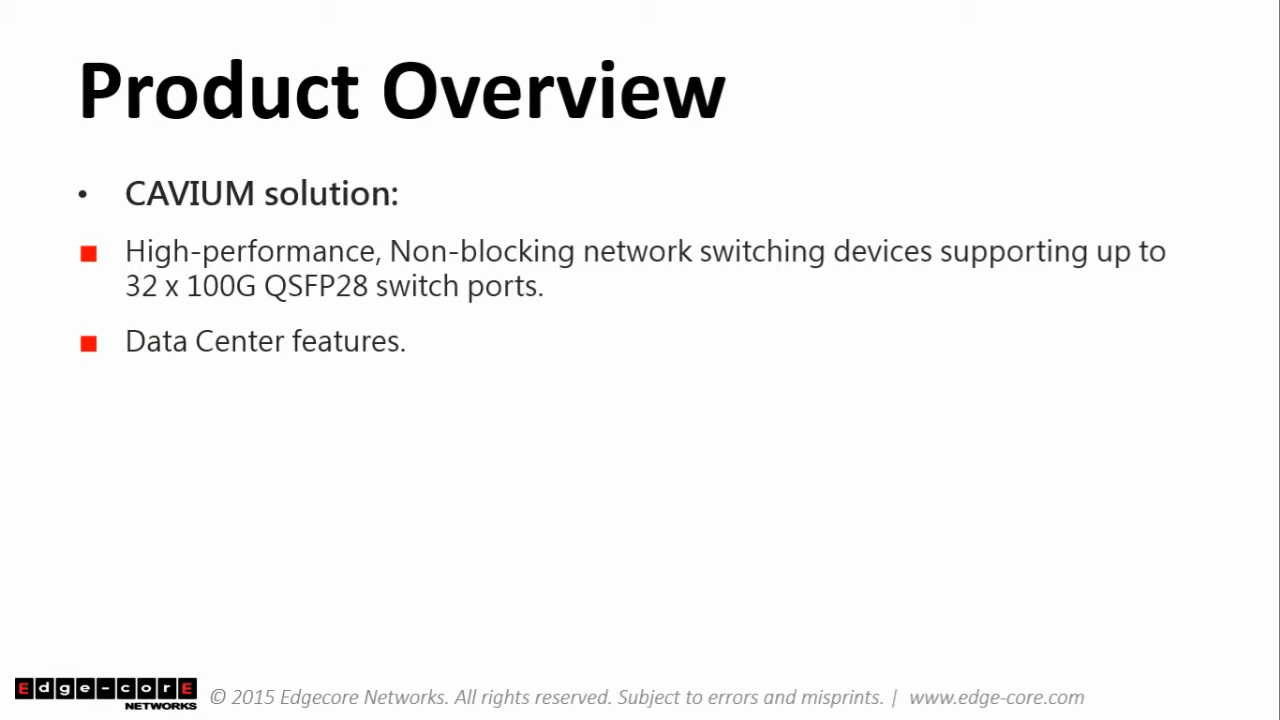 Product Overview
• CAVIUM solution:
■ High-performance, Non-blocking network switching devices supporting up to
32 x 100G QSFP28 switch ports.
■ Data Center features.
Edge-corE
NETWORKS
© 2015 Edgecore Networks. All rights reserved. Subject to errors and misprints. | www.edge-core.com